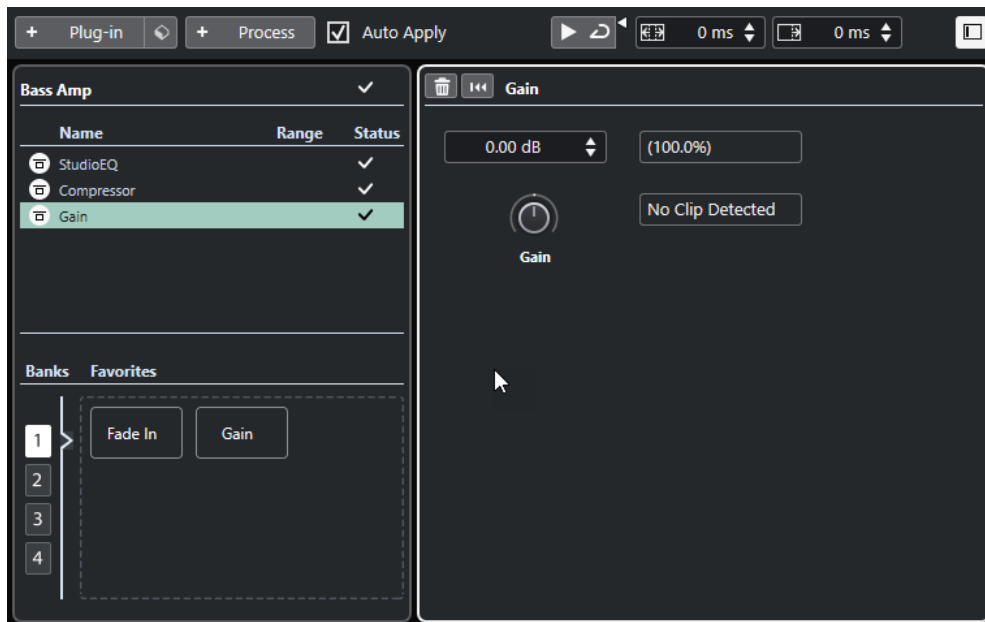 + Plug-in + Process Auto Apply 0 ms 0 ms
Bass Amp
Name Range Status
StudioEQ
Compressor
Gain
Banks Favorites
1
2
3
4
Fade In Gain
Gain
0.00 dB (100.0%)
No Clip Detected
Gain